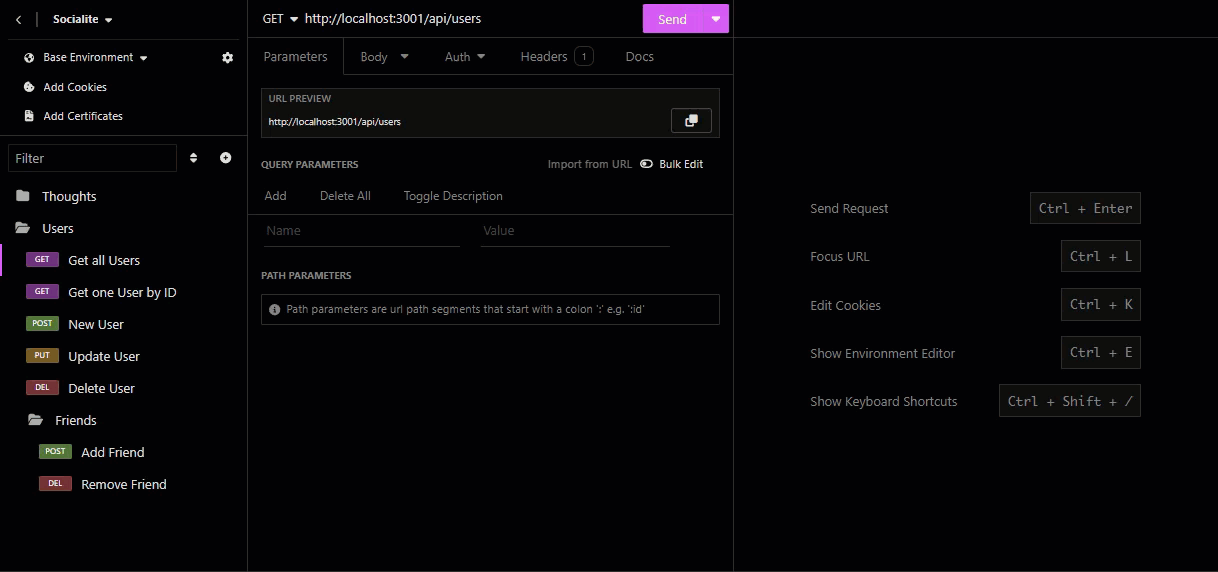 Socialite
Base Environment
Add Cookies
Add Certificates
Filter
Thoughts
Users
GET Get all Users
GET Get one User by ID
POST New User
PUT Update User
DEL Delete User
Friends
POST Add Friend
DEL Remove Friend
GET http://localhost:3001/api/users Send
Parameters Body Auth Headers 1 Docs
URL PREVIEW
http://localhost:3001/api/users
QUERY PARAMETERS Import from URL Bulk Edit
Add Delete All Toggle Description
Name Value
PATH PARAMETERS
Path parameters are url path segments that start with a colon ':' e.g. ':id'
Send Request Ctrl + Enter
Focus URL Ctrl + L
Edit Cookies Ctrl + K
Show Environment Editor Ctrl + E
Show Keyboard Shortcuts Ctrl + Shift + /